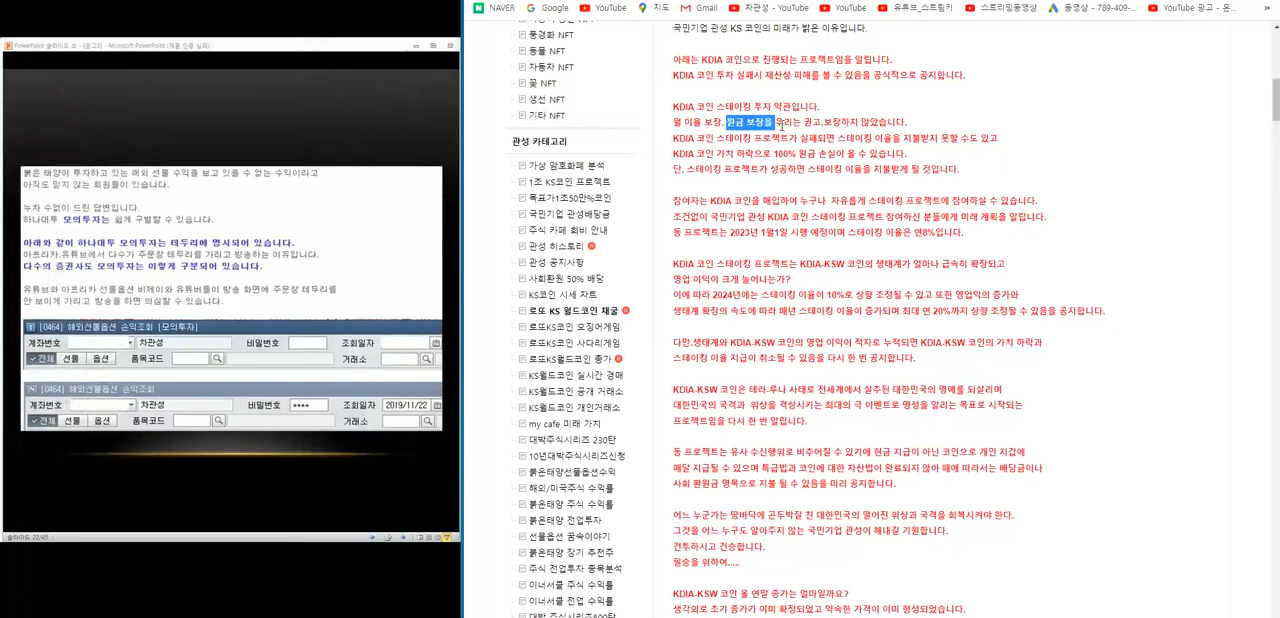 PowerPoint 슬라이드 쇼 - [광고3] - Microsoft PowerPoint (제품 인증 실패)
붉은 태양이 투자하고 있는 해외 선물 수익을 보고 있을 수 없는 수익이라고
아직도 믿지 않는 회원들이 있습니다.
누차 수없이 드린 답변입니다.
하나대투 모의투자는 쉽게 구별할 수 있습니다.
아래와 같이 하나대투 모의투자는 테두리에 명시되어 있습니다.
아프리카.유튜브에서 다수가 주문창 테두리를 가리고 방송하는 이유입니다.
다수의 증권사도 모의투자는 이렇게 구분되어 있습니다.
유튜브와 아프리카 선물옵션 비제이와 유튜버들이 방송 화면에 주문창 테두리를
안 보이게 가리고 방송을 하면 의심할 수 있습니다.
[0464] 해외선물옵션 손익조회 [모의투자]
계좌번호 차관성 비밀번호 조회일자
전체 선물 옵션 품목코드 거래소
[0464] 해외선물옵션 손익조회
계좌번호 차관성 비밀번호 **** 조회일자 2019/11/22
전체 선물 옵션 품목코드 거래소
슬라이드 22/45
NAVER Google YouTube 지도 Gmail 차관성 - YouTube YouTube 유튜브_스트림키 스트리밍동영상 동영상 - 789-409-... YouTube 광고 - 온... »
풍경화 NFT
동물 NFT
자동차 NFT
꽃 NFT
생선 NFT
기타 NFT
관성 카페
가상 암호화폐 분석
1조 KS코인 프로젝트
목표가1조50만%코인
국민기업 관성배당금
주식 카페 회비 안내
관성 히스토리
관성 공지사항
사회환원 50% 배당
KS코인 시세 차트
로또 KS 월드코인 채굴
로또KS코인 오징어게임
로또KS코인 사다리게임
로또KS월드코인 종가
KS월드코인 실시간 경매
KS월드코인 공개 거래소
KS월드코인 개인거래소
my cafe 미래 가치
대박주식시리즈 230탄
10년대박주식시리즈신청
붉은태양선물옵션수익
해외/미국주식 수익률
붉은태양 주식 수익률
붉은태양 전업투자
선물옵션 꿈속이야기
붉은태양 장기 추천주
주식 전업투자 종목분석
이너서클 주식 수익률
이너서클 전업 수익률
대박 주식시리즈500탄
국민기업 관성 KS 코인의 미래가 밝은 이유입니다.
아래는 KDIA 코인으로 진행되는 프로젝트임을 알립니다.
KDIA 코인 투자 실패시 재산상 피해를 볼 수 있음을 공식적으로 공지합니다.
KDIA 코인 스테이킹 투자 약관입니다.
월 이율 보장, 원금 보장을 우리는 권고,보장하지 않았습니다.
KDIA 코인 스테이킹 프로젝트가 실패되면 스테이킹 이율을 지불받지 못할 수도 있고
KDIA 코인 가치 하락으로 100% 원금 손실이 올 수 있습니다.
단, 스테이킹 프로젝트가 성공하면 스테이킹 이율을 지불받게 될 것입니다.
참여자는 KDIA 코인을 매입하여 누구나 자유롭게 스테이킹 프로젝트에 참여하실 수 있습니다.
조건없이 국민기업 관성 KDIA 코인 스테이킹 프로젝트 참여하신 분들에게 미래 계획을 알립니다.
동 프로젝트는 2023년 1월1일 시행 예정이며 스테이킹 이율은 연8%입니다.
KDIA 코인 스테이킹 프로젝트는 KDIA-KSW 코인의 생태계가 얼마나 급속히 확장되고
영업 이익이 크게 늘어나는가?
이에 따라 2024년에는 스테이킹 이율이 10%로 상향 조정될 수 있고 또한 영업익의 증가와
생태계 확장의 속도에 따라 매년 스테이킹 이율이 증가되며 최대 연 20%까지 상향 조정될 수 있음을 공지합니다.
다만.생태계와 KDIA-KSW 코인의 영업 이익이 적자로 누적되면 KDIA-KSW 코인의 가치 하락과
스테이킹 이율 지급이 취소될 수 있음을 다시 한 번 공지합니다.
KDIA-KSW 코인은 테라-루나 사태로 전세계에서 실추된 대한민국의 명예를 되살리며
대한민국의 국격과 위상을 격상시키는 최대의 극 이벤트로 명성을 알리는 목표로 시작되는
프로젝트임을 다시 한 번 알립니다.
동 프로젝트는 유사 수신행위로 비추어질 수 있기에 현금 지급이 아닌 코인으로 개인 지갑에
매달 지급될 수 있으며 특금법과 코인에 대한 자산법이 완료되지 않아 때에 따라서는 배당금이나
사회 환원금 명목으로 지불 될 수 있음을 미리 공지합니다.
어느 누군가는 땅바닥에 곤두박질 친 대한민국의 떨어진 위상과 국격을 회복시켜야 한다.
그것을 어느 누구도 알아주지 않는 국민기업 관성이 해내길 기원합니다.
건투하시고 건승합니다.
필승을 위하여.....
KDIA-KSW 코인 올 연말 종가는 얼마일까요?
생각외로 조기 종가가 이미 확정되었고 약속한 가격이 이미 형성되었습니다.